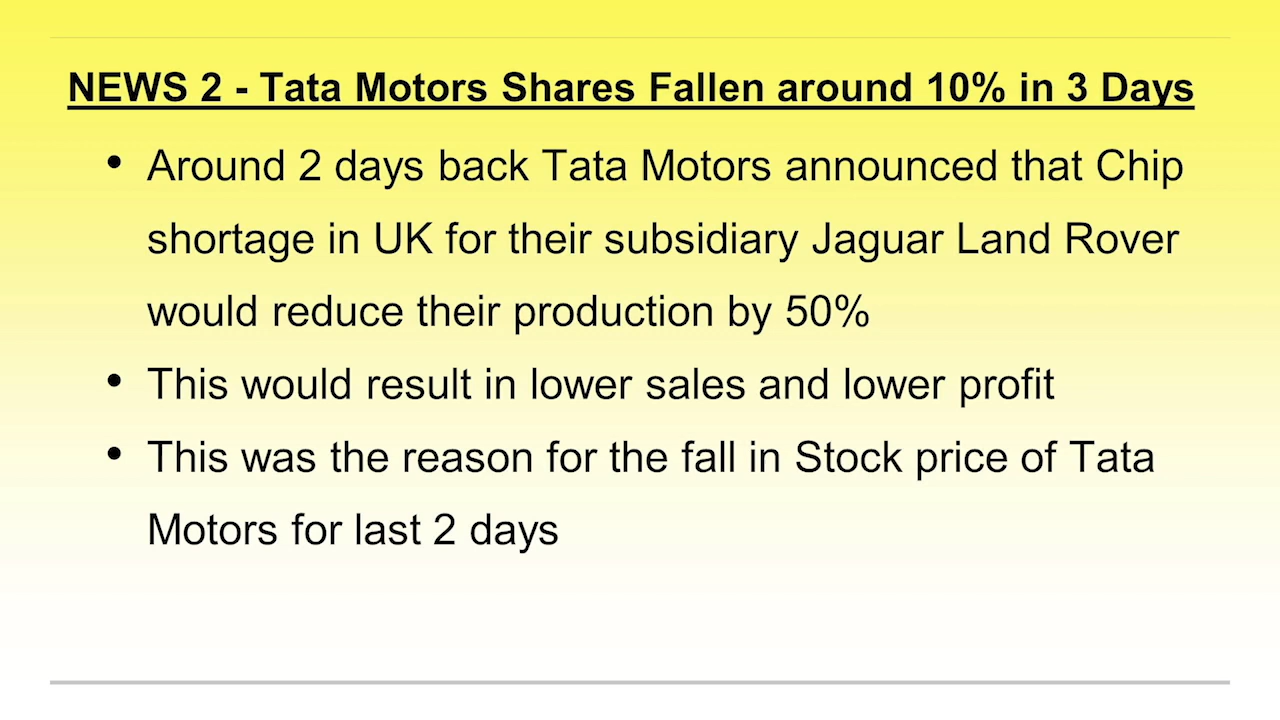 NEWS 2 - Tata Motors Shares Fallen around 10% in 3 Days
• Around 2 days back Tata Motors announced that Chip
shortage in UK for their subsidiary Jaguar Land Rover
would reduce their production by 50%
• This would result in lower sales and lower profit
• This was the reason for the fall in Stock price of Tata
Motors for last 2 days